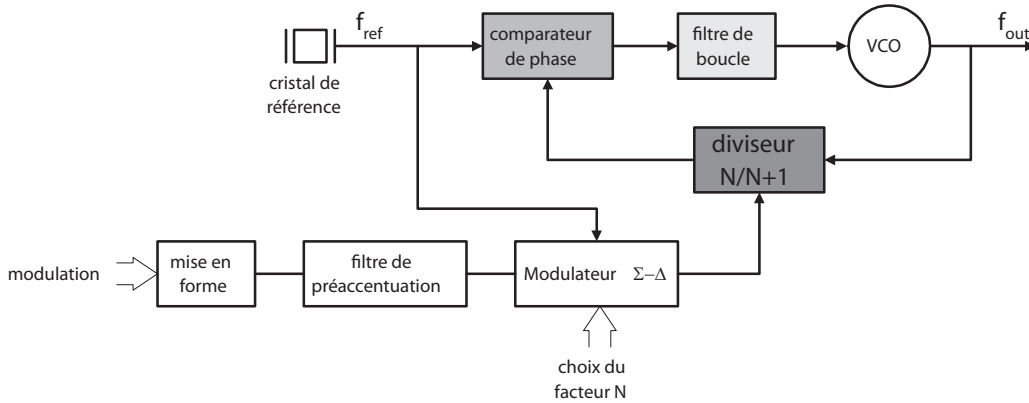 f_ref
f_out
comparateur
de phase
filtre de
boucle
VCO
cristal de
référence
diviseur
N/N+1
modulation
mise en
forme
filtre de
préaccentuation
Modulateur Σ−Δ
choix du
facteur N